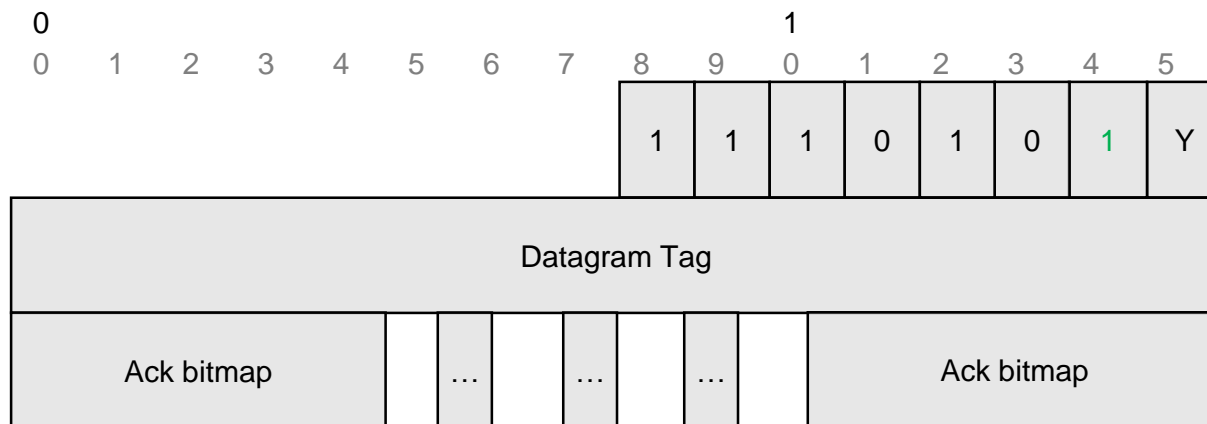 0 1
0 1 2 3 4 5 6 7 8 9 0 1 2 3 4 5
1 1 1 0 1 0 1 Y
Datagram Tag
Ack bitmap … … … Ack bitmap